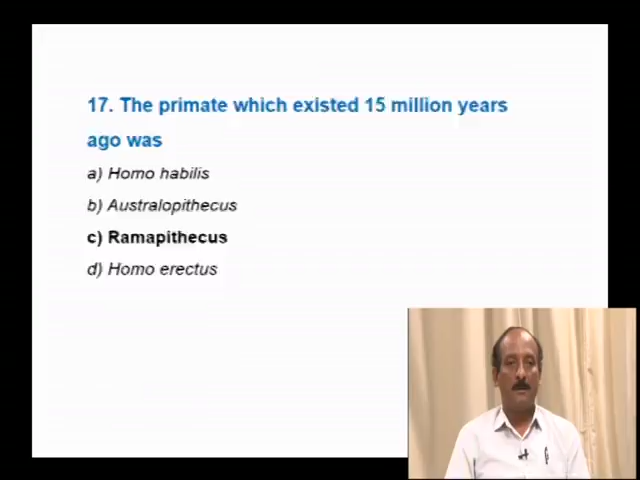 17. The primate which existed 15 million years
ago was
a) Homo habilis
b) Australopithecus
c) Ramapithecus
d) Homo erectus